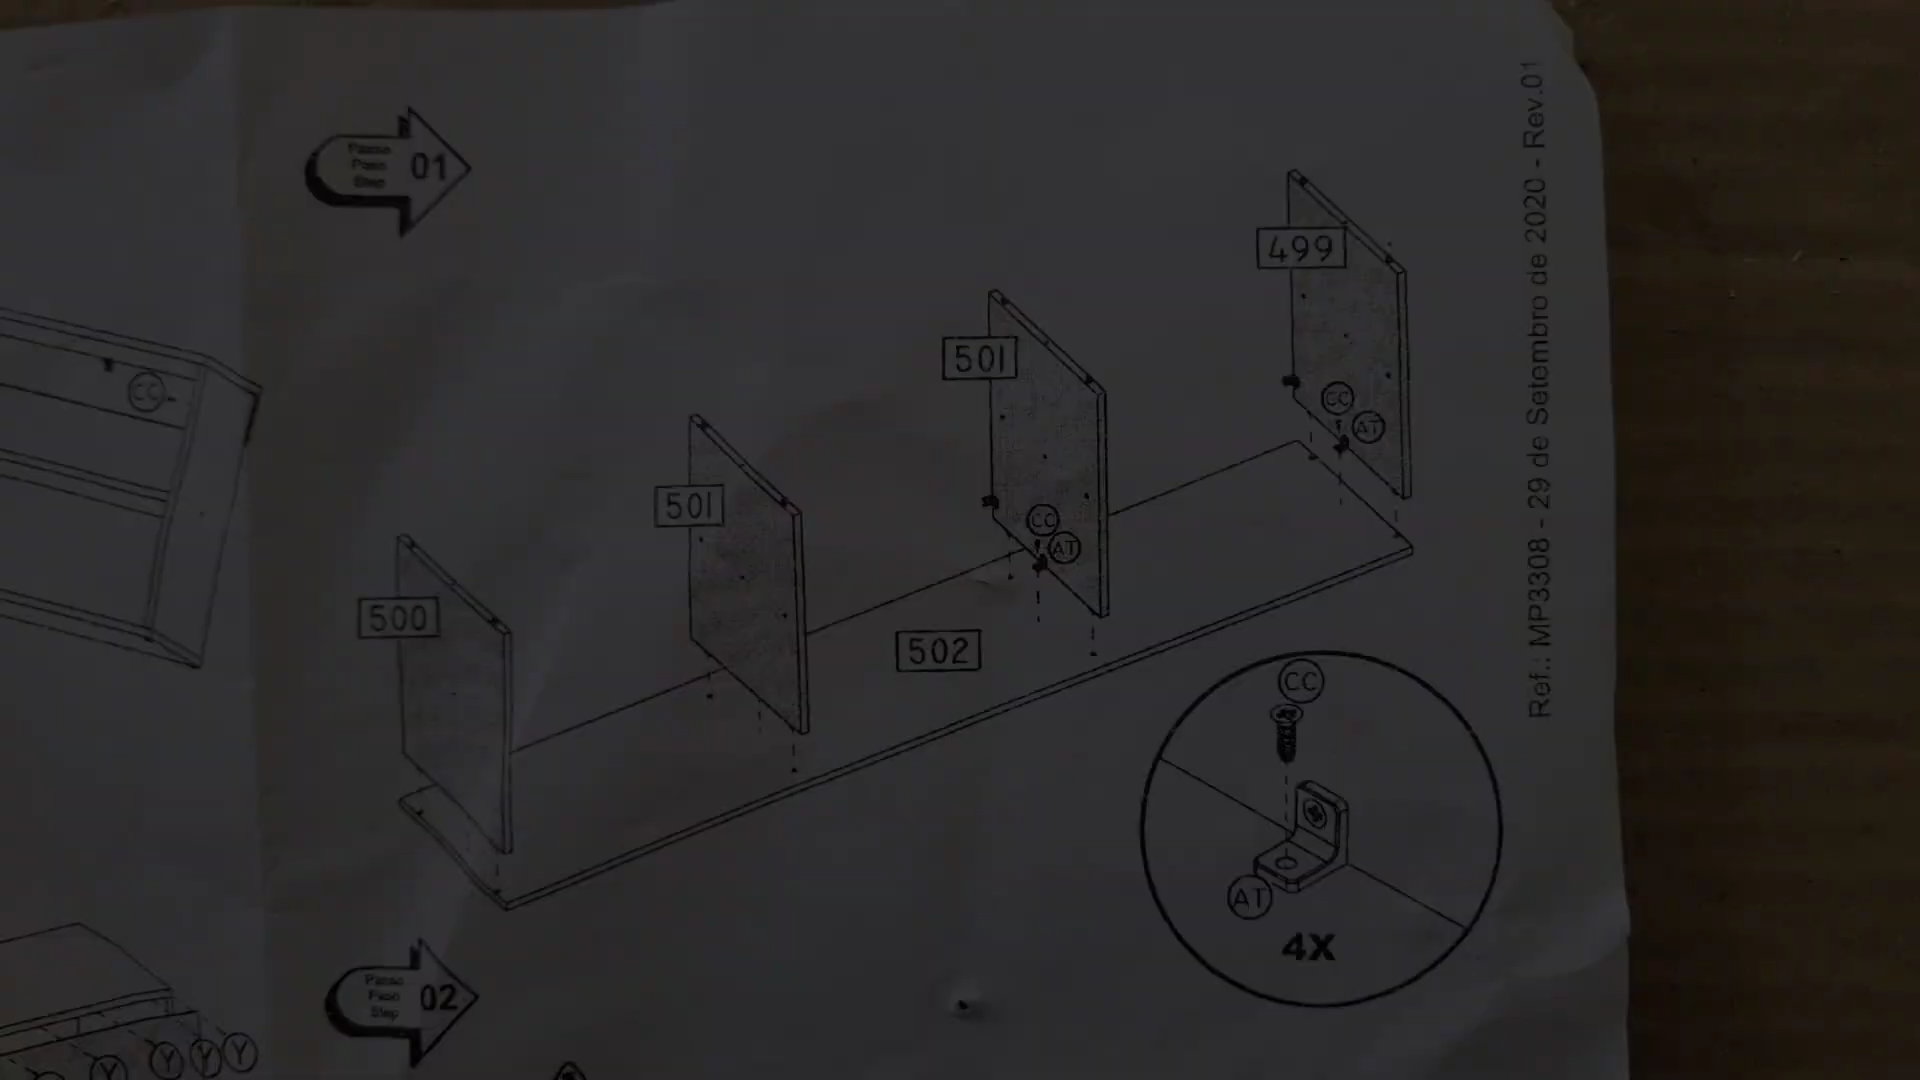 Passo
Paso
Step
01
499
501
CC
CC
AT
501
CC
AT
500
502
CC
AT
4X
Passo
Paso
Step
02
Y
Y
Y
Y
Ref.: MP3308 - 29 de Setembro de 2020 - Rev.01